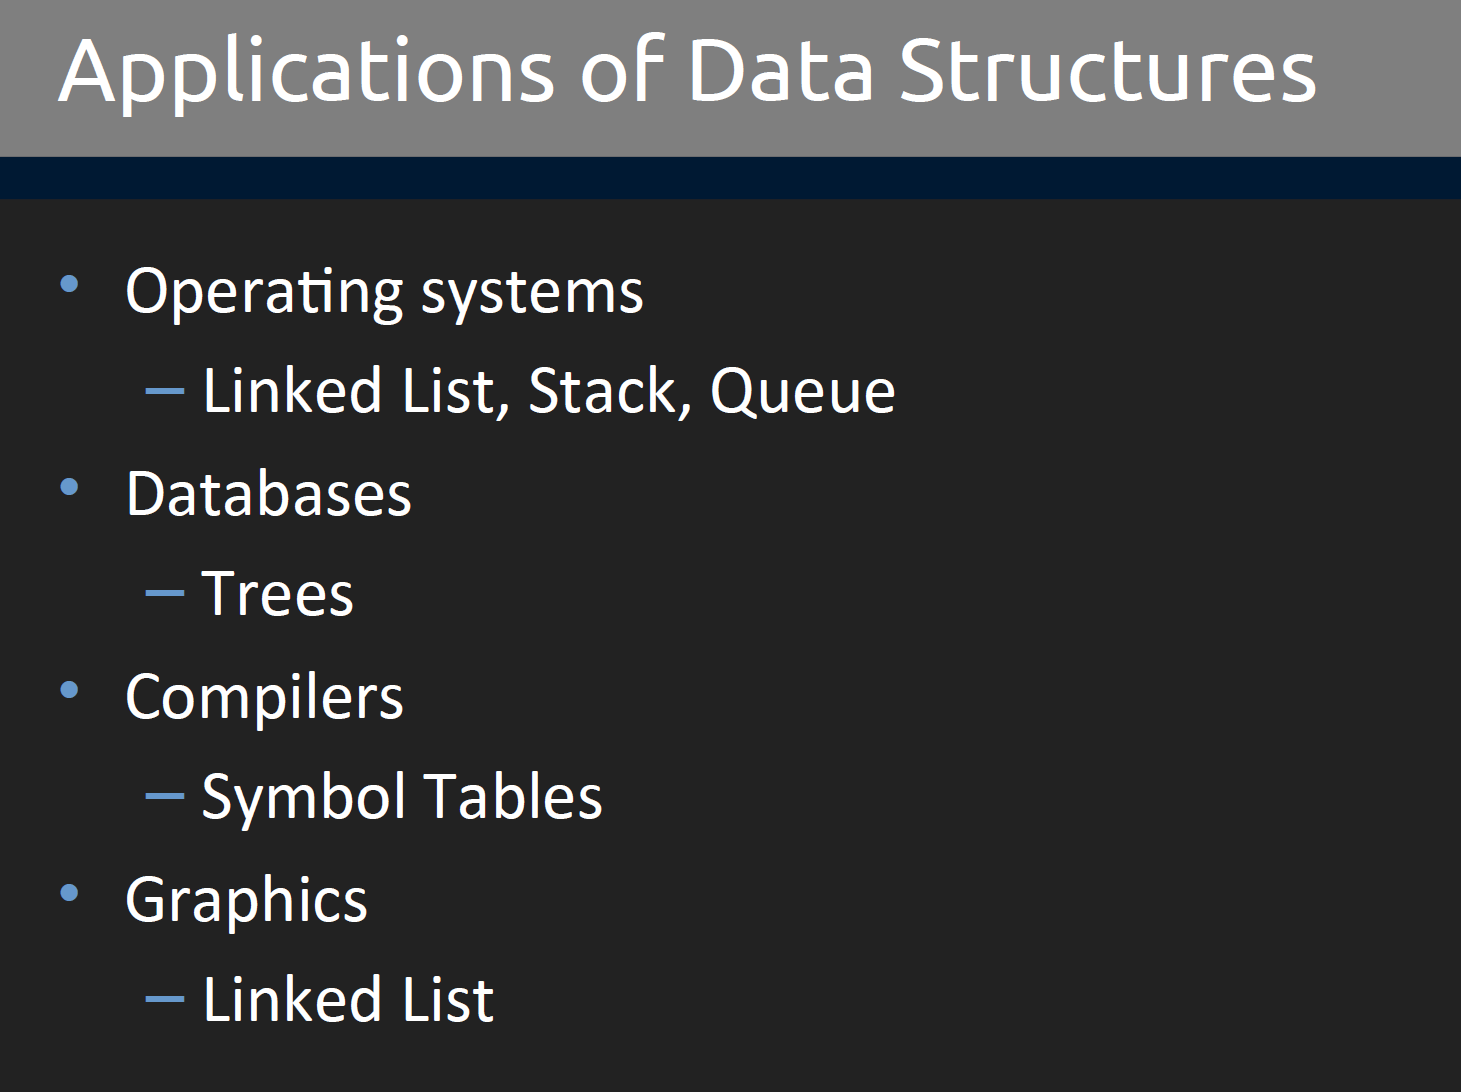 Applications of Data Structures
• Operating systems
– Linked List, Stack, Queue
• Databases
– Trees
• Compilers
– Symbol Tables
• Graphics
– Linked List